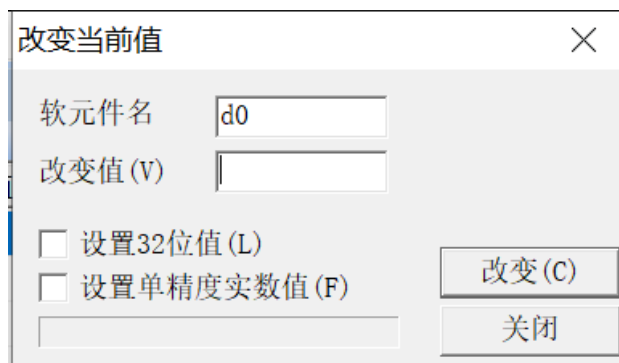 改变当前值
软元件名 d0
改变值(V)
设置32位值(L)
设置单精度实数值(F)
改变(C)
关闭